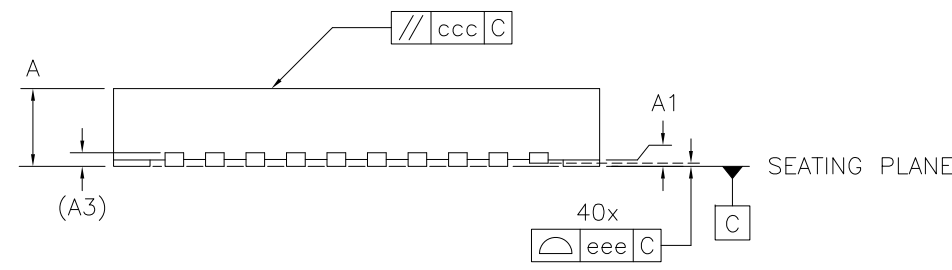 // ccc C
A
A1
SEATING PLANE
(A3)
40x
C
⌓ eee C